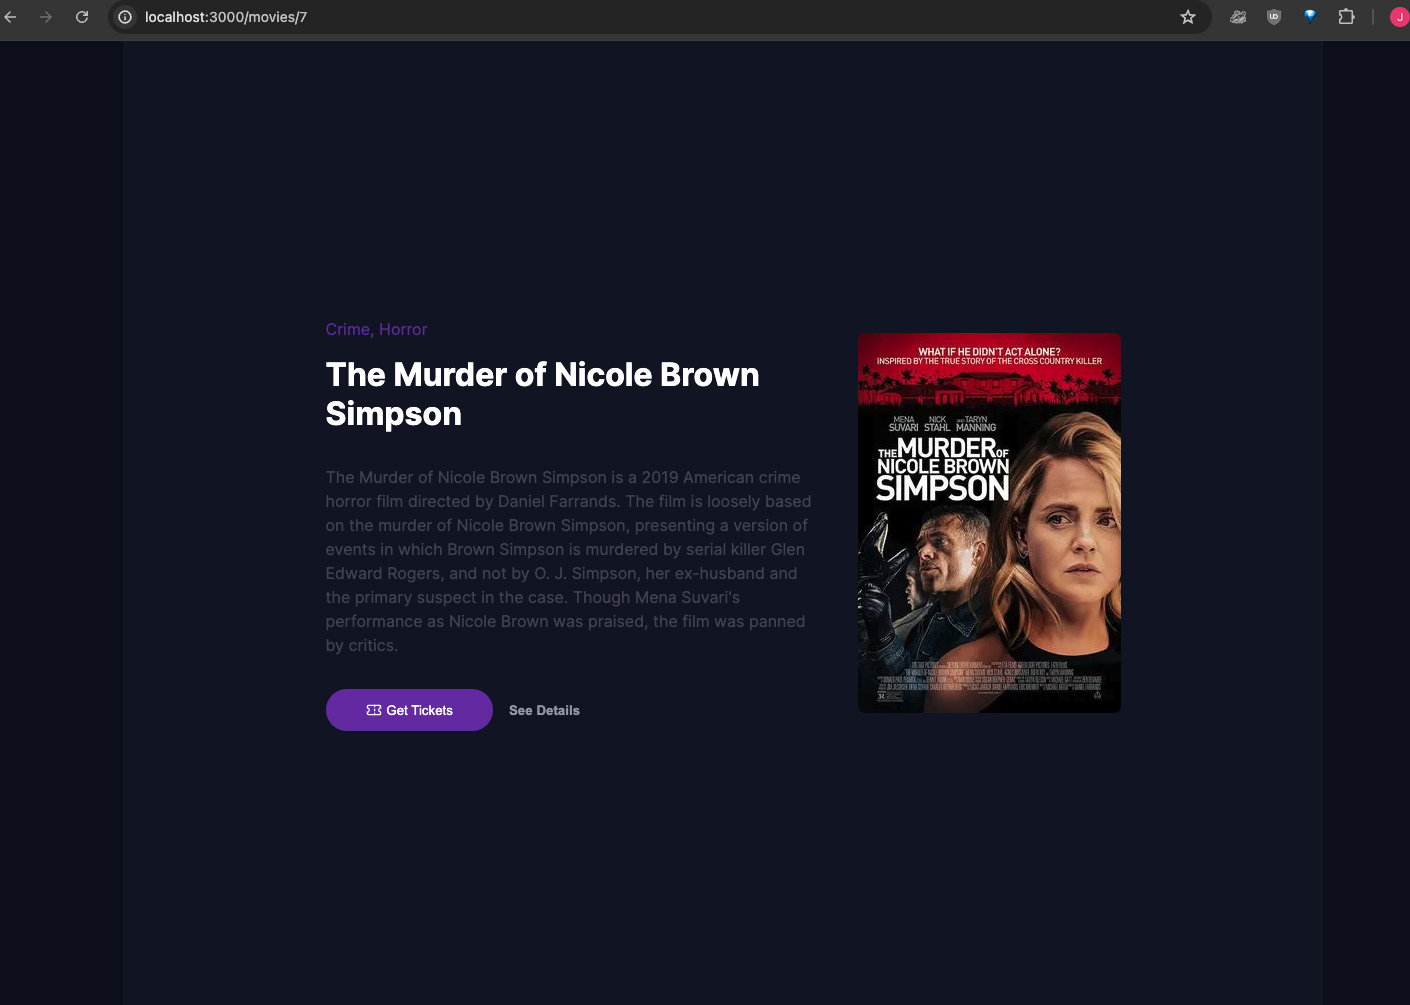 localhost:3000/movies/7
J
Crime, Horror
The Murder of Nicole Brown
Simpson
The Murder of Nicole Brown Simpson is a 2019 American crime
horror film directed by Daniel Farrands. The film is loosely based
on the murder of Nicole Brown Simpson, presenting a version of
events in which Brown Simpson is murdered by serial killer Glen
Edward Rogers, and not by O. J. Simpson, her ex-husband and
the primary suspect in the case. Though Mena Suvari's
performance as Nicole Brown was praised, the film was panned
by critics.
Get Tickets
See Details
WHAT IF HE DIDN'T ACT ALONE?
INSPIRED BY THE TRUE STORY OF THE CROSS COUNTRY KILLER
MENA NICK AND TARYN
SUVARI STAHL MANNING
THE MURDER OF
NICOLE BROWN
SIMPSON
R